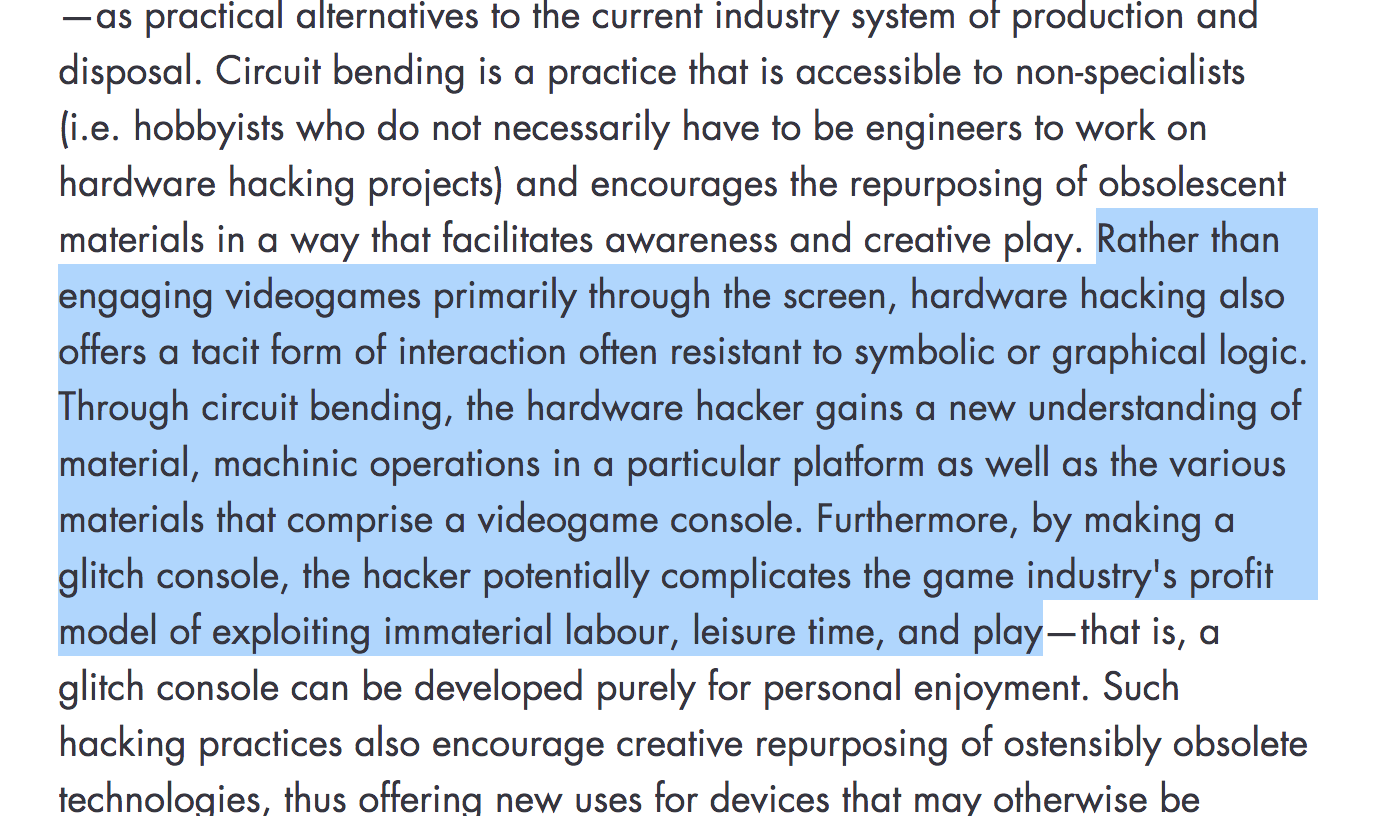 —as practical alternatives to the current industry system of production and
disposal. Circuit bending is a practice that is accessible to non-specialists
(i.e. hobbyists who do not necessarily have to be engineers to work on
hardware hacking projects) and encourages the repurposing of obsolescent
materials in a way that facilitates awareness and creative play. Rather than
engaging videogames primarily through the screen, hardware hacking also
offers a tacit form of interaction often resistant to symbolic or graphical logic.
Through circuit bending, the hardware hacker gains a new understanding of
material, machinic operations in a particular platform as well as the various
materials that comprise a videogame console. Furthermore, by making a
glitch console, the hacker potentially complicates the game industry's profit
model of exploiting immaterial labour, leisure time, and play—that is, a
glitch console can be developed purely for personal enjoyment. Such
hacking practices also encourage creative repurposing of ostensibly obsolete
technologies, thus offering new uses for devices that may otherwise be